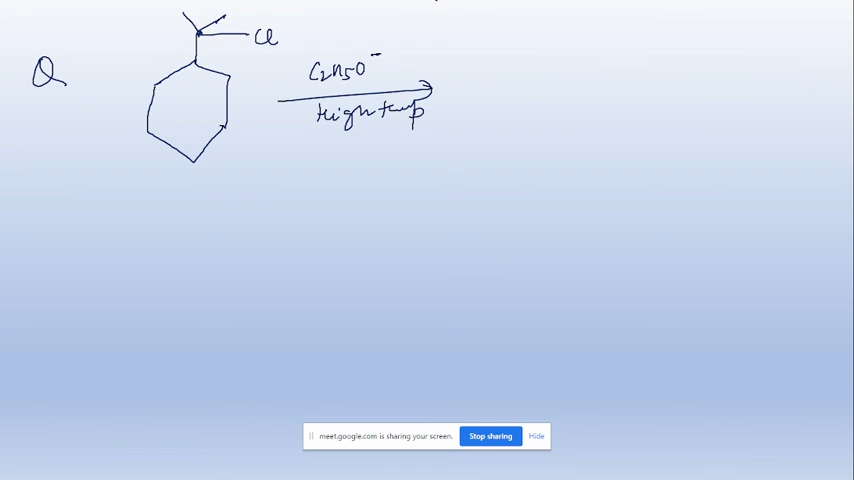 Cl
Q
C2H5O-
High temp
meet.google.com is sharing your screen.
Stop sharing
Hide